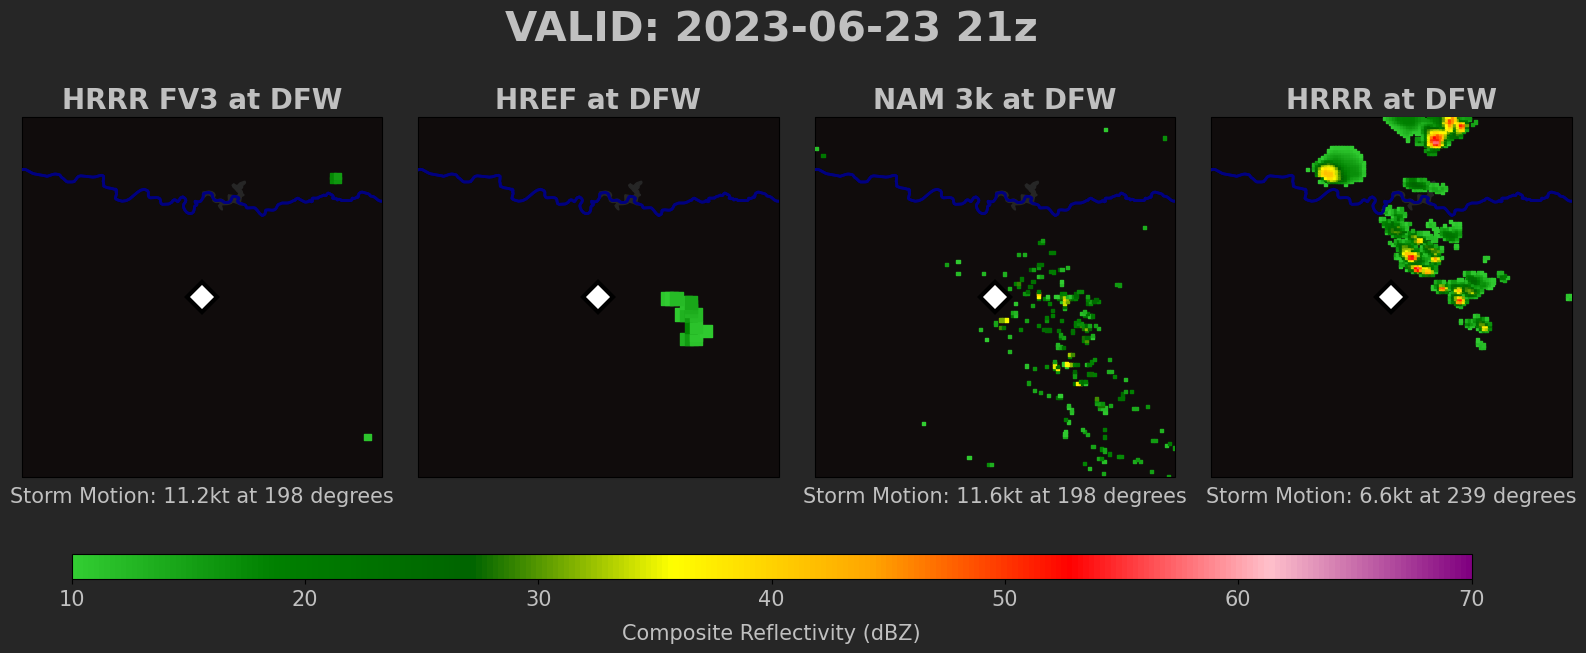 VALID: 2023-06-23 21z
HRRR FV3 at DFW
HREF at DFW
NAM 3k at DFW
HRRR at DFW
Storm Motion: 11.2kt at 198 degrees
Storm Motion: 11.6kt at 198 degrees
Storm Motion: 6.6kt at 239 degrees
10 20 30 40 50 60 70
Composite Reflectivity (dBZ)